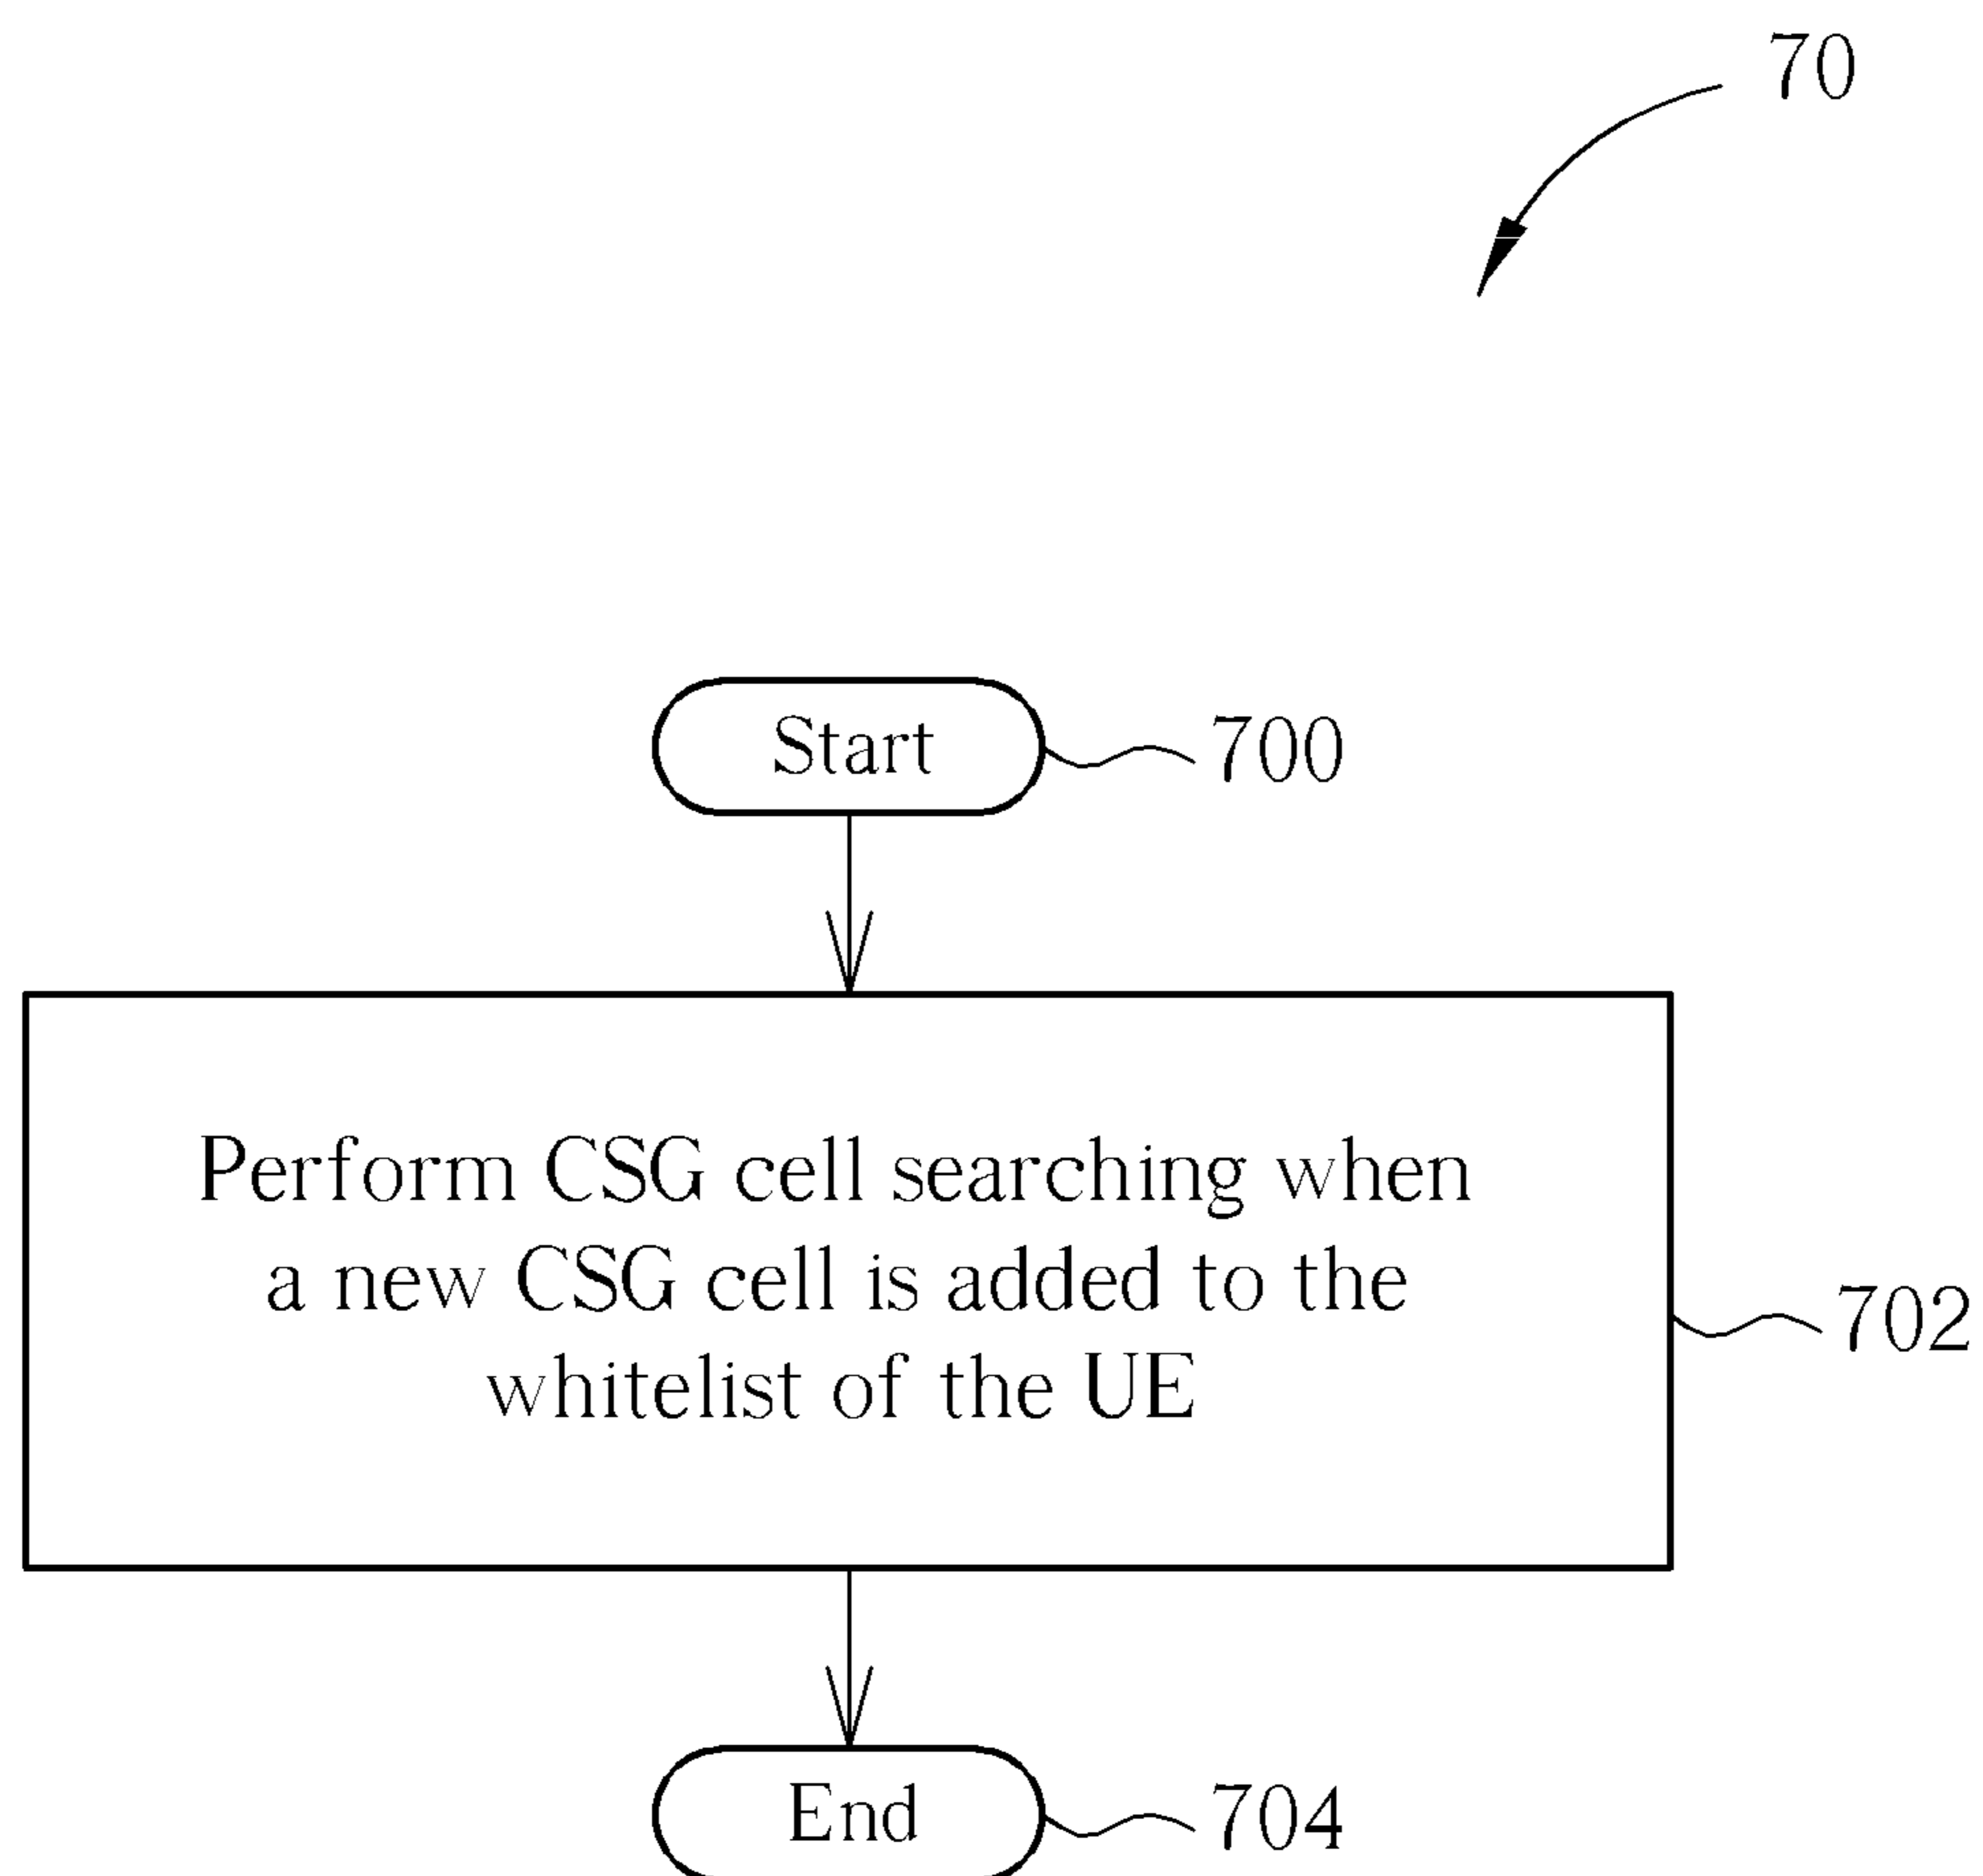 70
Start
700
Perform CSG cell searching when
a new CSG cell is added to the
whitelist of the UE
702
End
704